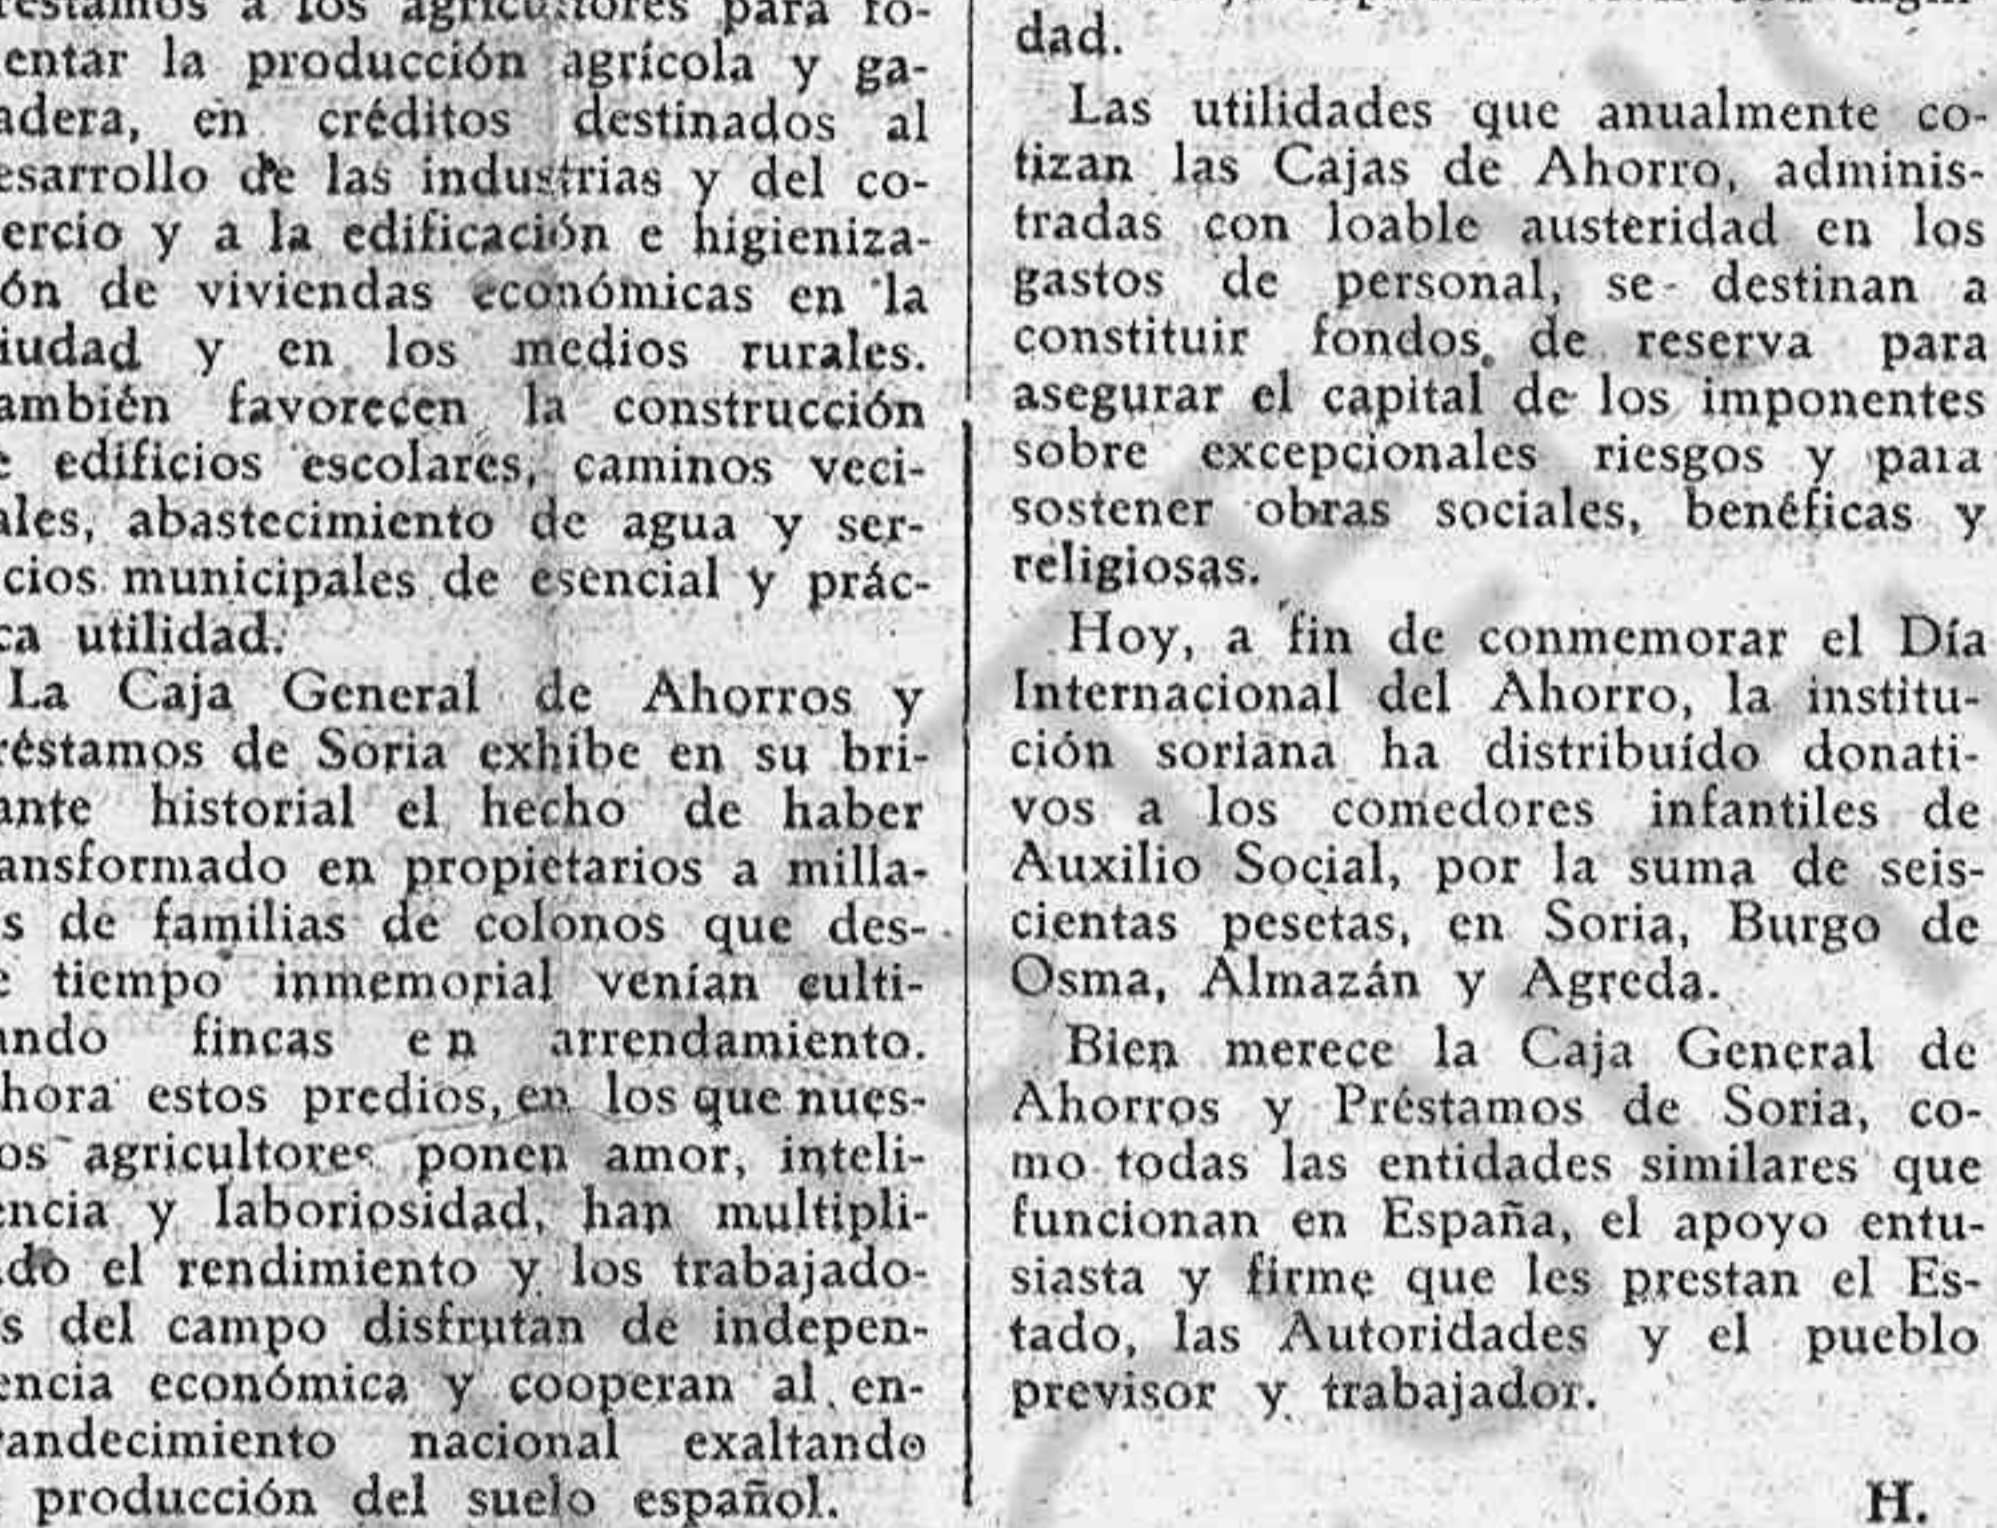 restamos a los agricultores para fo-
entar la producción agrícola y ga-
adera, en créditos destinados al
esarrollo de las industrias y del co-
ercio y a la edificación e higieniza-
ón de viviendas económicas en la
iudad y en los medios rurales.
ambién favorecen la construcción
e edificios escolares, caminos veci-
ales, abastecimiento de agua y ser-
cios municipales de esencial y prác-
ca utilidad.
La Caja General de Ahorros y
réstamos de Soria exhibe en su bri-
ante historial el hecho de haber
ansformado en propietarios a milla-
s de familias de colonos que des-
e tiempo inmemorial venían culti-
ando fincas en arrendamiento.
hora estos predios, en los que nues-
os agricultores ponen amor, inteli-
encia y laboriosidad, han multipli-
do el rendimiento y los trabajado-
s del campo disfrutan de indepen-
encia económica y cooperan al en-
andecimiento nacional exaltando
producción del suelo español.
dad.
Las utilidades que anualmente co-
tizan las Cajas de Ahorro, adminis-
tradas con loable austeridad en los
gastos de personal, se destinan a
constituir fondos de reserva para
asegurar el capital de los imponentes
sobre excepcionales riesgos y para
sostener obras sociales, benéficas y
religiosas.
Hoy, a fin de conmemorar el Día
Internacional del Ahorro, la institu-
ción soriana ha distribuído donati-
vos a los comedores infantiles de
Auxilio Social, por la suma de seis-
cientas pesetas, en Soria, Burgo de
Osma, Almazán y Agreda.
Bien merece la Caja General de
Ahorros y Préstamos de Soria, co-
mo todas las entidades similares que
funcionan en España, el apoyo entu-
siasta y firme que les prestan el Es-
tado, las Autoridades y el pueblo
previsor y trabajador.
H.